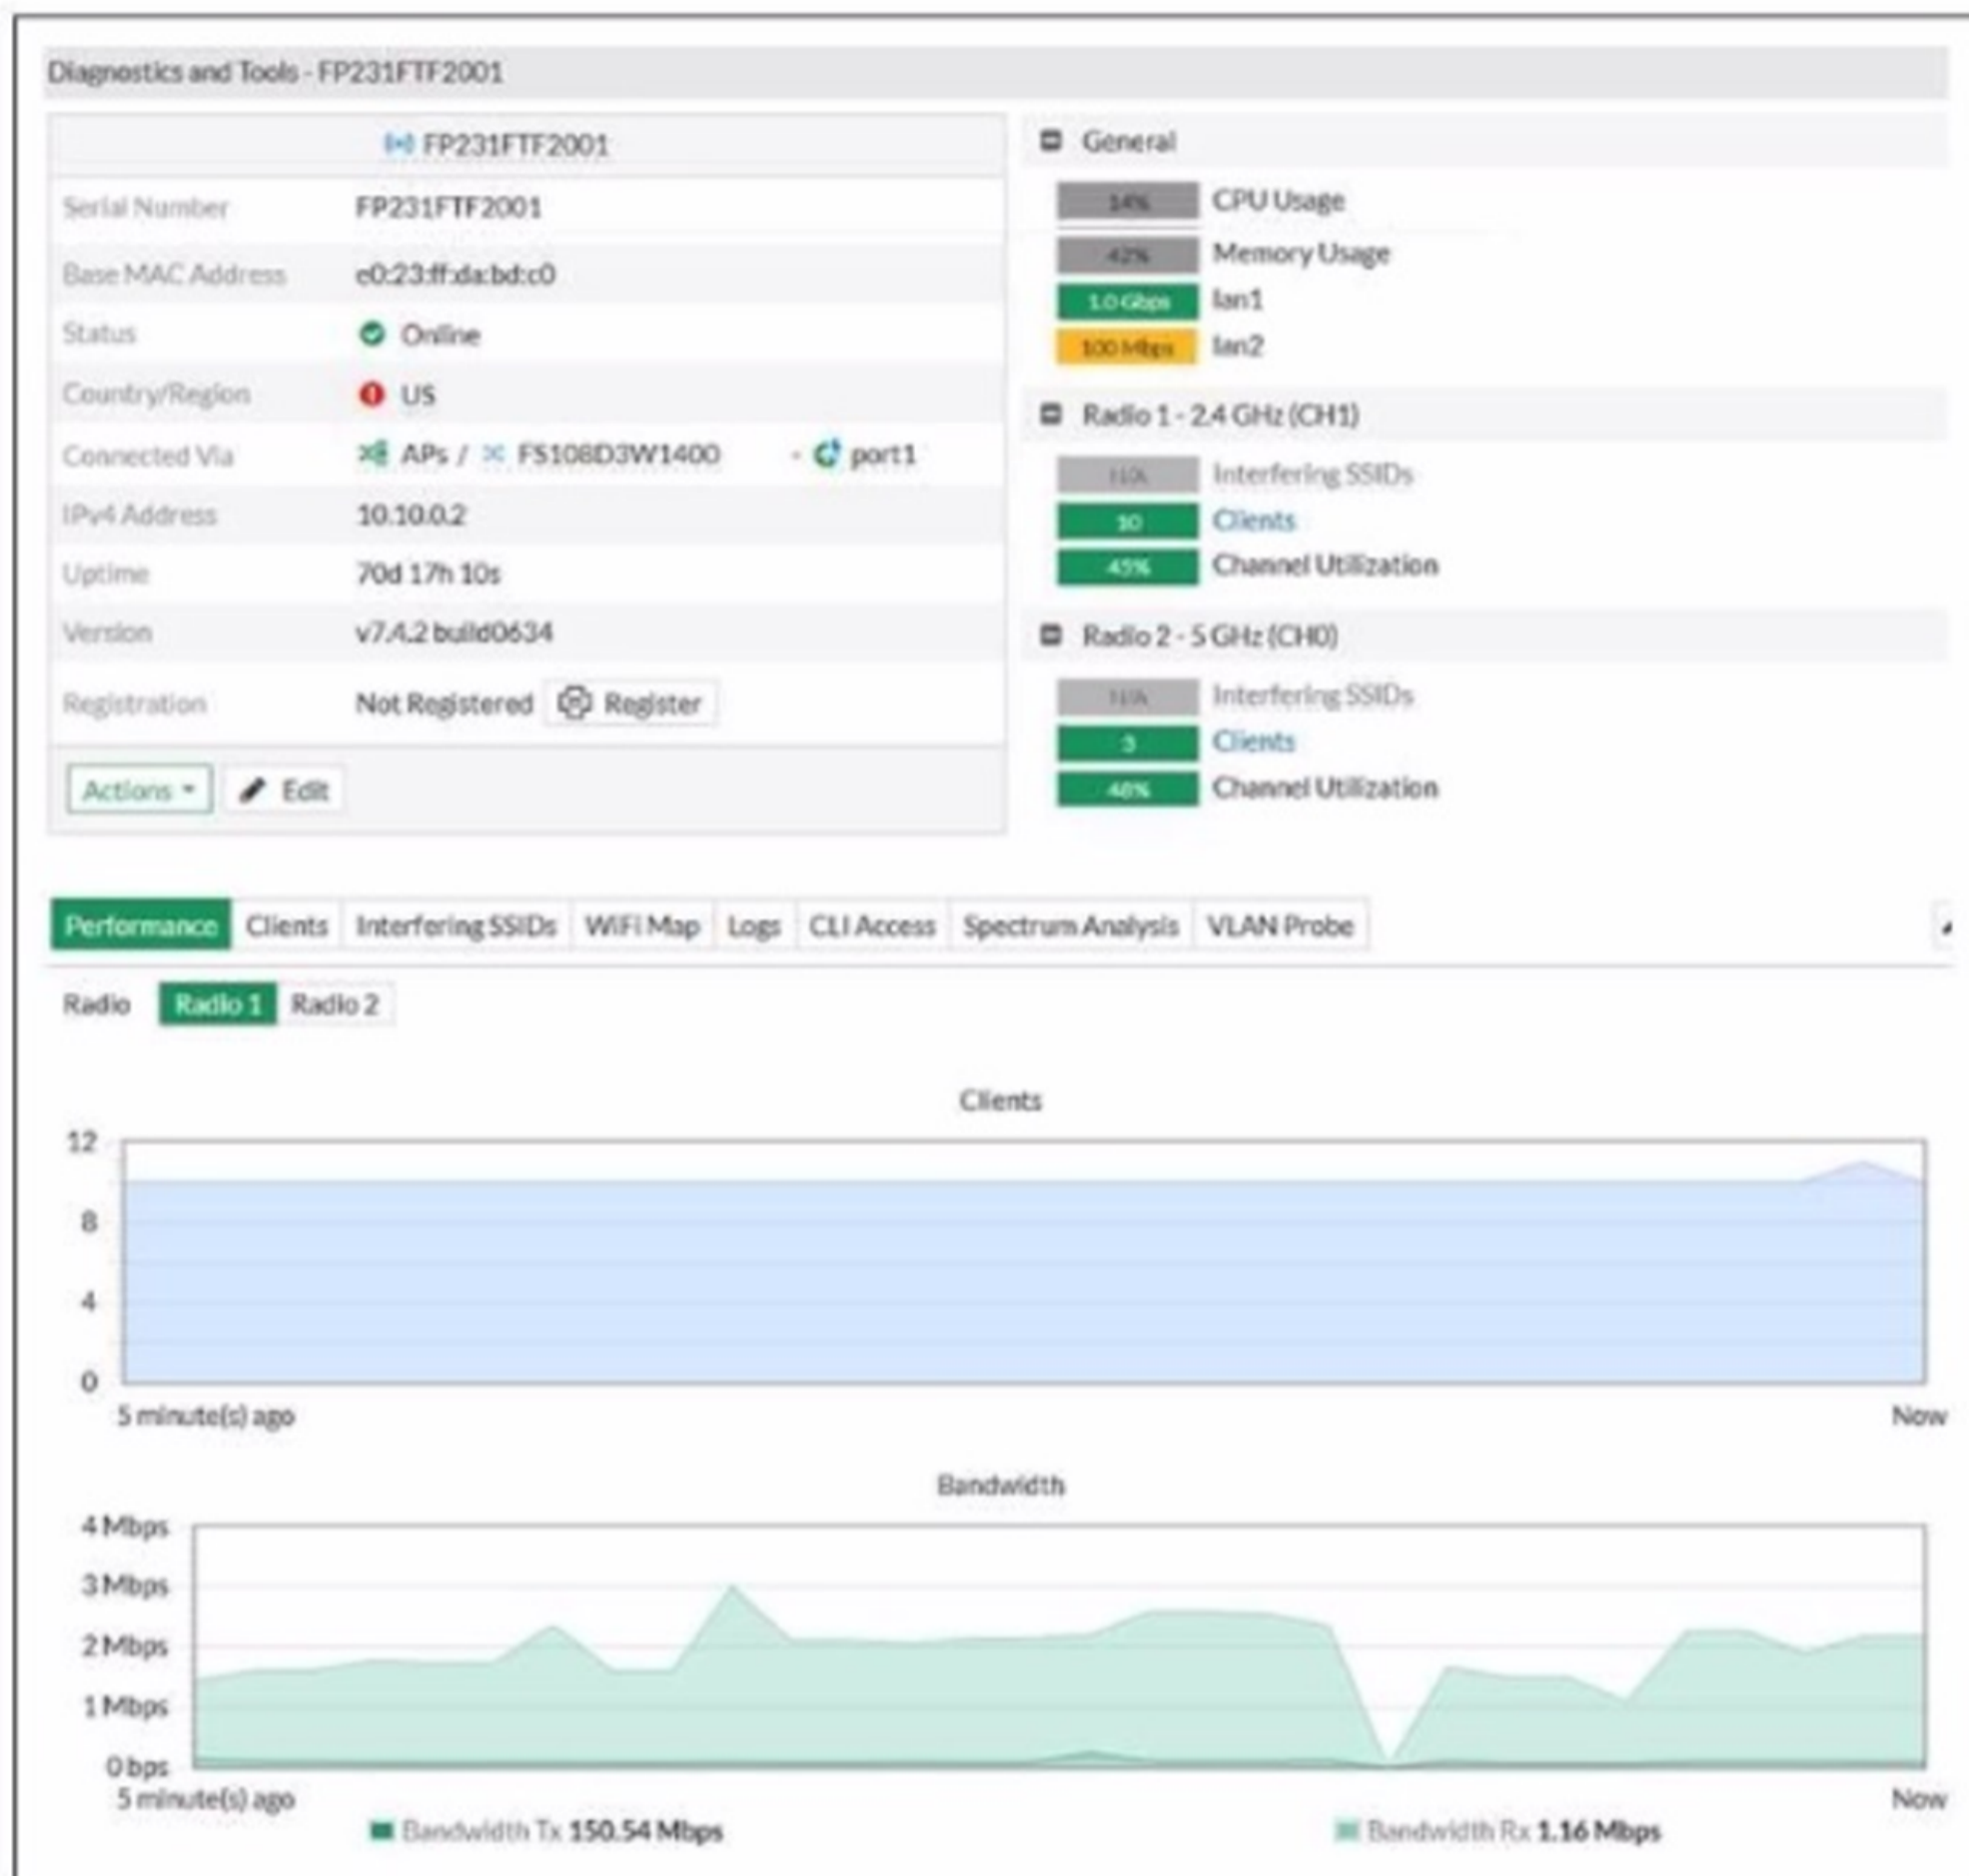 Diagnostics and Tools - FP231FTF2001
FP231FTF2001
Serial Number FP231FTF2001
Base MAC Address e0:23:ff:da:bd:c0
Status Online
Country/Region US
Connected Via APs / FS108D3W1400 - port1
IPv4 Address 10.10.0.2
Uptime 70d 17h 10s
Version v7.4.2 build0634
Registration Not Registered Register
Actions Edit
General
14% CPU Usage
42% Memory Usage
1.0 Gbps lan1
100 Mbps lan2
Radio 1 - 2.4 GHz (CH1)
N/A Interfering SSIDs
10 Clients
45% Channel Utilization
Radio 2 - 5 GHz (CH0)
N/A Interfering SSIDs
3 Clients
48% Channel Utilization
Performance Clients Interfering SSIDs WiFi Map Logs CLI Access Spectrum Analysis VLAN Probe
Radio Radio 1 Radio 2
Clients
12
8
4
0
5 minute(s) ago Now
Bandwidth
4 Mbps
3 Mbps
2 Mbps
1 Mbps
0 bps
5 minute(s) ago Now
Bandwidth Tx 150.54 Mbps Bandwidth Rx 1.16 Mbps